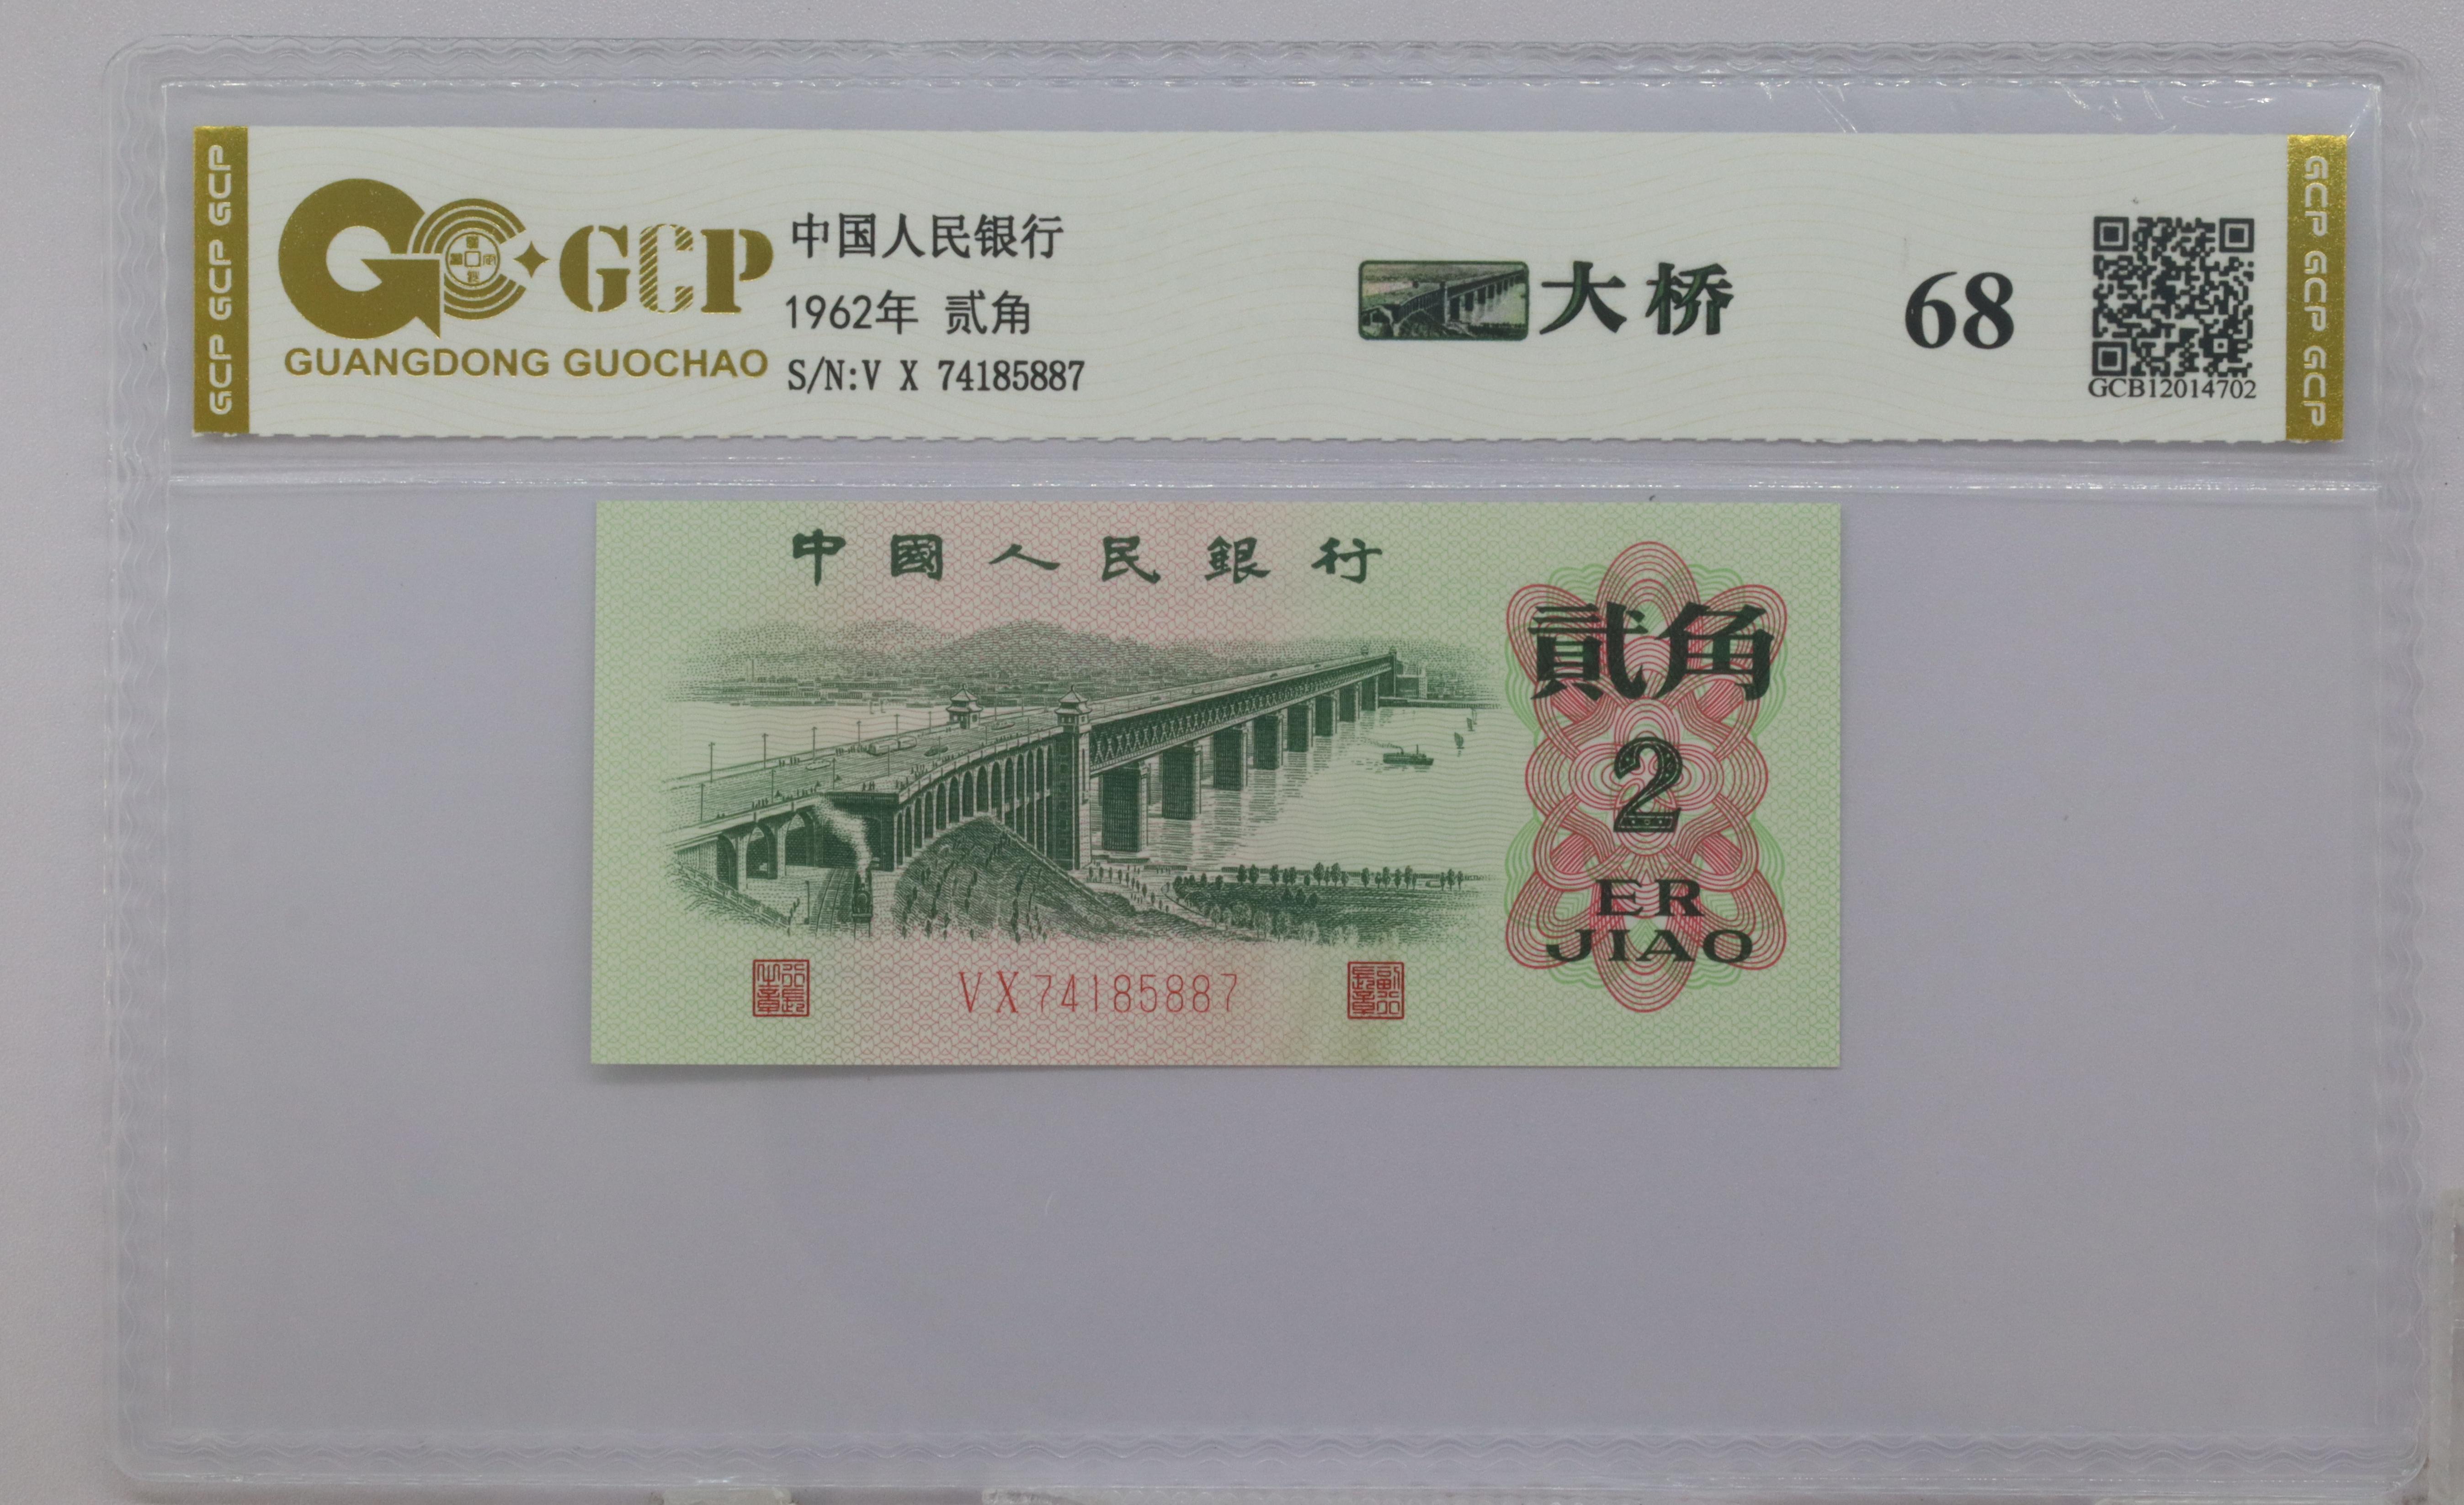 GCP GCP GCP
GCP
GUANGDONG GUOCHAO
中国人民银行
1962年 贰角
S/N:V X 74185887
大桥
68
GCB12014702
GCP GCP GCP
中國人民銀行
貳角
2
ER
JIAO
VX74185887